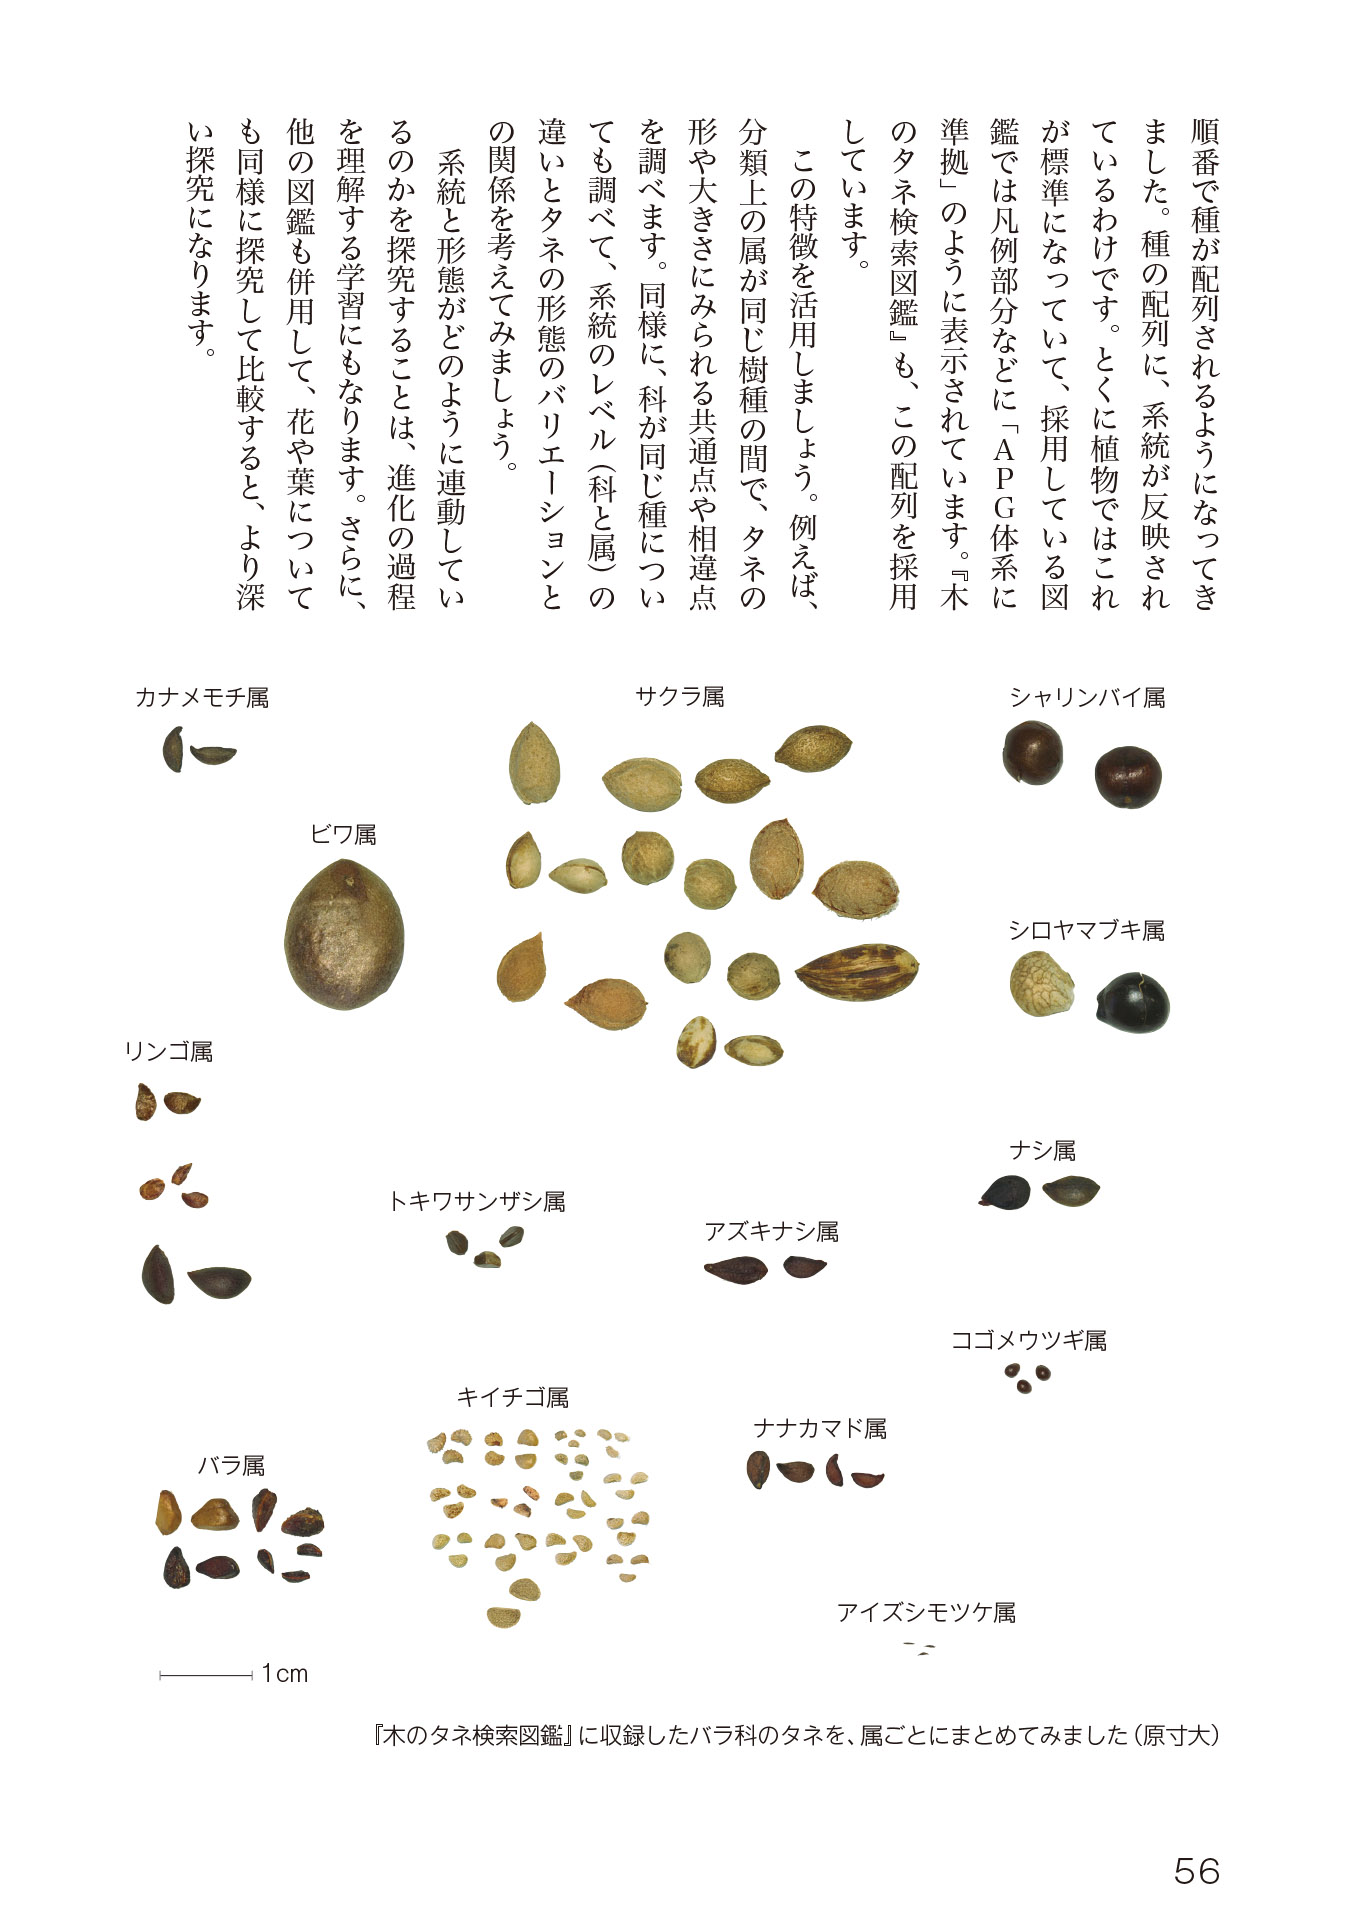 順番で種が配列されるようになってき
ました。種の配列に、系統が反映され
ているわけです。とくに植物ではこれ
が標準になっていて、採用している図
鑑では凡例部分などに「ＡＰＧ体系に
準拠」のように表示されています。『木
のタネ検索図鑑』も、この配列を採用
しています。
　この特徴を活用しましょう。例えば、
分類上の属が同じ樹種の間で、タネの
形や大きさにみられる共通点や相違点
を調べます。同様に、科が同じ種につい
ても調べて、系統のレベル（科と属）の
違いとタネの形態のバリエーションと
の関係を考えてみましょう。
　系統と形態がどのように連動してい
るのかを探究することは、進化の過程
を理解する学習にもなります。さらに、
他の図鑑も併用して、花や葉について
も同様に探究して比較すると、より深
い探究になります。
シャリンバイ属
サクラ属
カナメモチ属
ビワ属
シロヤマブキ属
リンゴ属
ナシ属
トキワサンザシ属
アズキナシ属
コゴメウツギ属
キイチゴ属
ナナカマド属
バラ属
アイズシモツケ属
1cm
『木のタネ検索図鑑』に収録したバラ科のタネを、属ごとにまとめてみました（原寸大）
56